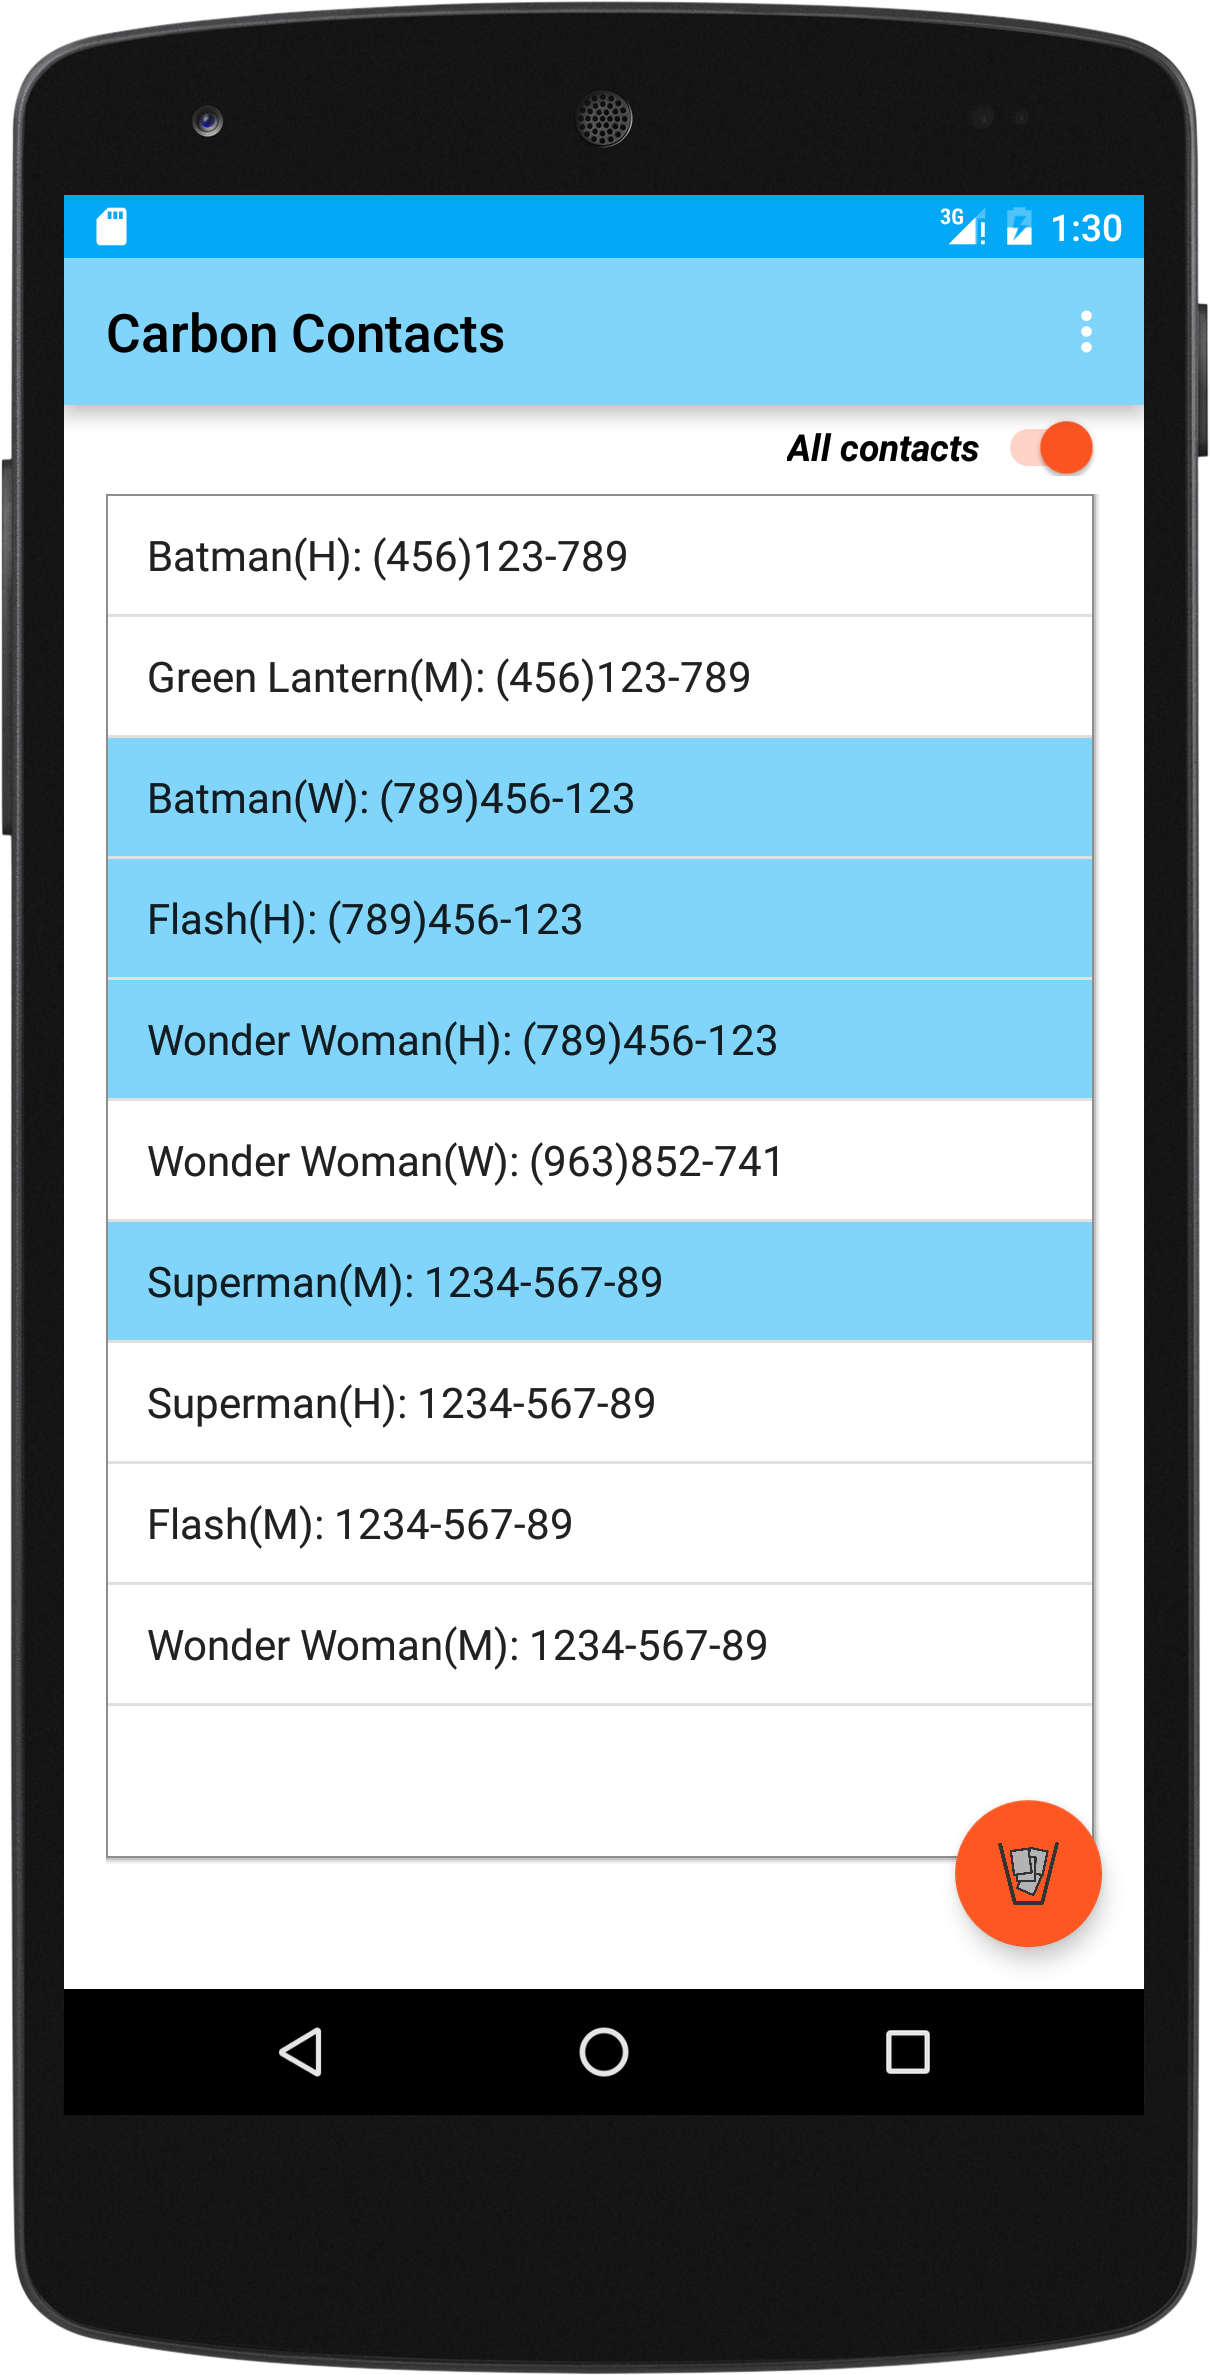 3G 1:30
Carbon Contacts
All contacts
Batman(H): (456)123-789
Green Lantern(M): (456)123-789
Batman(W): (789)456-123
Flash(H): (789)456-123
Wonder Woman(H): (789)456-123
Wonder Woman(W): (963)852-741
Superman(M): 1234-567-89
Superman(H): 1234-567-89
Flash(M): 1234-567-89
Wonder Woman(M): 1234-567-89